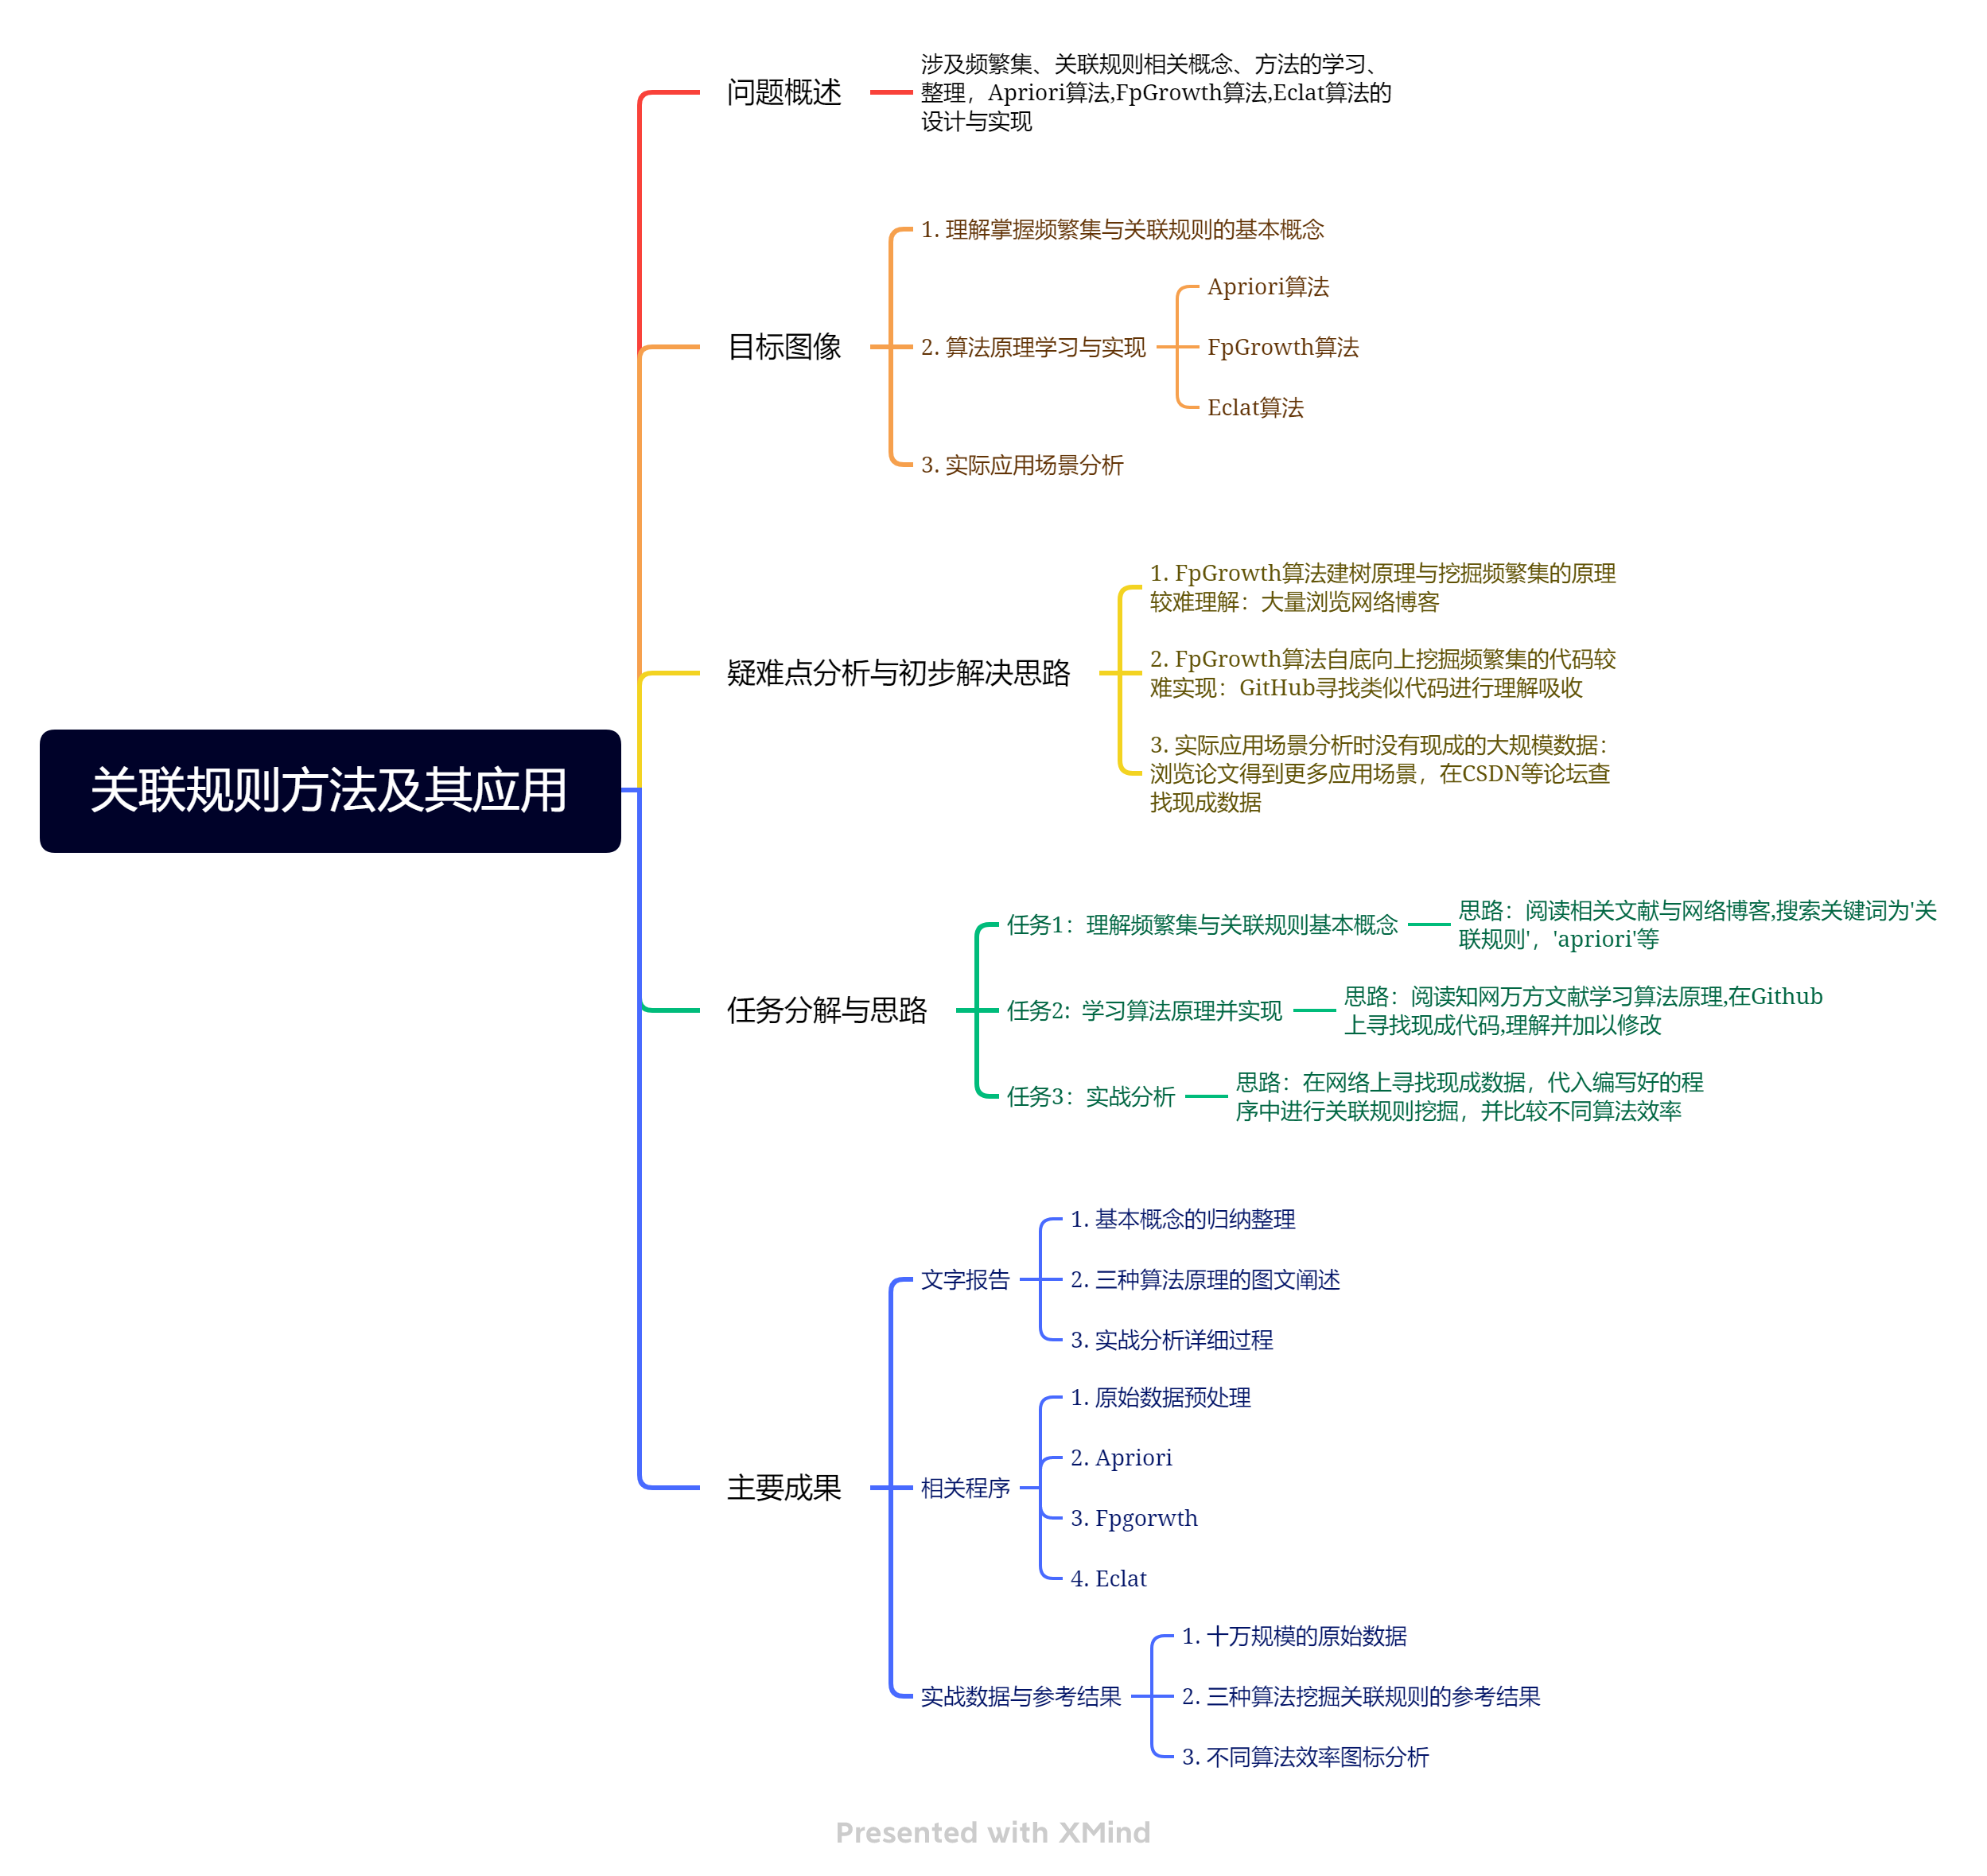 关联规则方法及其应用
问题概述
涉及频繁集、关联规则相关概念、方法的学习、
整理，Apriori算法,FpGrowth算法,Eclat算法的
设计与实现
目标图像
1. 理解掌握频繁集与关联规则的基本概念
2. 算法原理学习与实现
Apriori算法
FpGrowth算法
Eclat算法
3. 实际应用场景分析
疑难点分析与初步解决思路
1. FpGrowth算法建树原理与挖掘频繁集的原理
较难理解：大量浏览网络博客
2. FpGrowth算法自底向上挖掘频繁集的代码较
难实现：GitHub寻找类似代码进行理解吸收
3. 实际应用场景分析时没有现成的大规模数据：
浏览论文得到更多应用场景，在CSDN等论坛查
找现成数据
任务分解与思路
任务1：理解频繁集与关联规则基本概念
思路：阅读相关文献与网络博客,搜索关键词为'关
联规则'，'apriori'等
任务2：学习算法原理并实现
思路：阅读知网万方文献学习算法原理,在Github
上寻找现成代码,理解并加以修改
任务3：实战分析
思路：在网络上寻找现成数据，代入编写好的程
序中进行关联规则挖掘，并比较不同算法效率
主要成果
文字报告
1. 基本概念的归纳整理
2. 三种算法原理的图文阐述
3. 实战分析详细过程
相关程序
1. 原始数据预处理
2. Apriori
3. Fpgorwth
4. Eclat
实战数据与参考结果
1. 十万规模的原始数据
2. 三种算法挖掘关联规则的参考结果
3. 不同算法效率图标分析
Presented with XMind